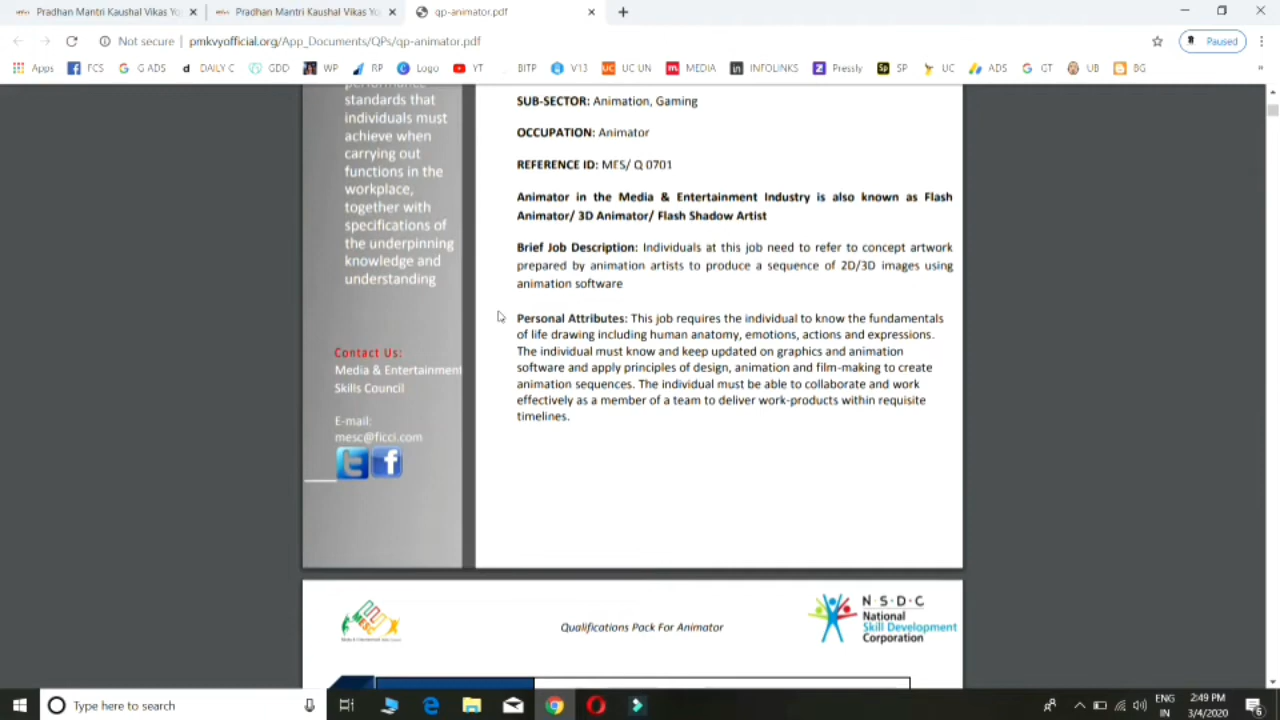 Pradhan Mantri Kaushal Vikas Yo
Pradhan Mantri Kaushal Vikas Yo
qp-animator.pdf
Not secure
pmkvyofficial.org/App_Documents/QPs/qp-animator.pdf
Paused
Apps FCS G ADS DAILY C GDD WP RP Logo YT BITP V13 UC UN MEDIA INFOLINKS Pressly SP UC ADS GT UB BG
standards that
individuals must
achieve when
carrying out
functions in the
workplace,
together with
specifications of
the underpinning
knowledge and
understanding
Contact Us:
Media & Entertainment
Skills Council
E-mail:
mesc@ficci.com
SUB-SECTOR: Animation, Gaming
OCCUPATION: Animator
REFERENCE ID: MES/ Q 0701
Animator in the Media & Entertainment Industry is also known as Flash
Animator/ 3D Animator/ Flash Shadow Artist
Brief Job Description: Individuals at this job need to refer to concept artwork
prepared by animation artists to produce a sequence of 2D/3D images using
animation software
Personal Attributes: This job requires the individual to know the fundamentals
of life drawing including human anatomy, emotions, actions and expressions.
The individual must know and keep updated on graphics and animation
software and apply principles of design, animation and film-making to create
animation sequences. The individual must be able to collaborate and work
effectively as a member of a team to deliver work-products within requisite
timelines.
Qualifications Pack For Animator
N·S·D·C
National
Skill Development
Corporation
Type here to search
ENG
IN
2:49 PM
3/4/2020
6